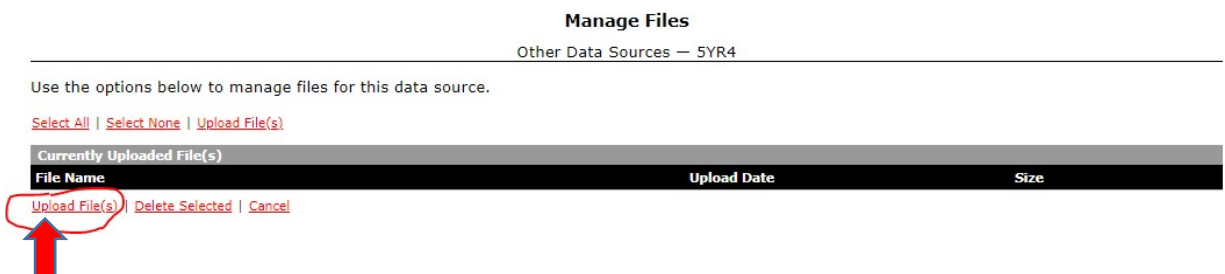 Manage Files
Other Data Sources — 5YR4
Use the options below to manage files for this data source.
Select All | Select None | Upload File(s)
Currently Uploaded File(s)
File Name Upload Date Size
Upload File(s) | Delete Selected | Cancel